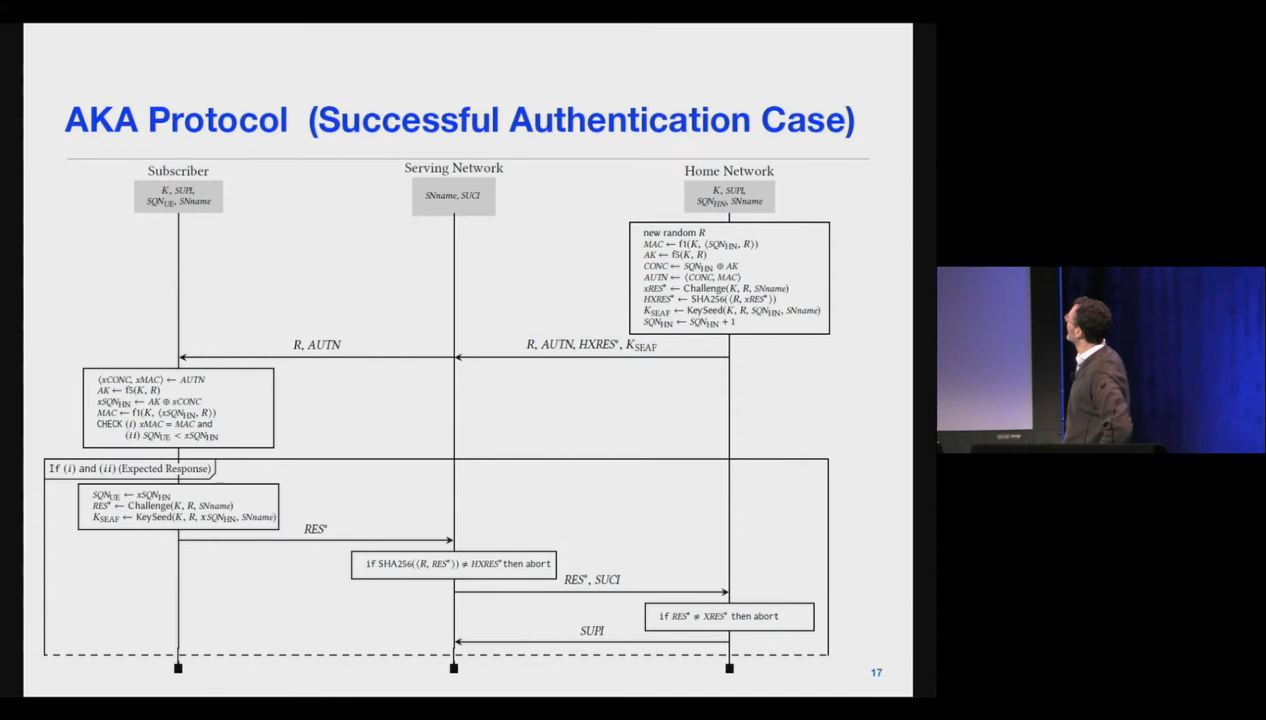 AKA Protocol (Successful Authentication Case)
Subscriber
Serving Network
Home Network
K, SUPI,
SQN_UE, SNname
SNname, SUCI
K, SUPI,
SQN_HN, SNname
new random R
MAC ← f1(K, ⟨SQN_HN, R⟩)
AK ← f5(K, R)
CONC ← SQN_HN ⊕ AK
AUTN ← ⟨CONC, MAC⟩
xRES* ← Challenge(K, R, SNname)
HXRES* ← SHA256(⟨R, xRES*⟩)
K_SEAF ← KeySeed(K, R, SQN_HN, SNname)
SQN_HN ← SQN_HN + 1
R, AUTN
R, AUTN, HXRES*, K_SEAF
⟨xCONC, xMAC⟩ ← AUTN
AK ← f5(K, R)
xSQN_HN ← AK ⊕ xCONC
MAC ← f1(K, ⟨xSQN_HN, R⟩)
CHECK (i) xMAC = MAC and
(ii) SQN_UE < xSQN_HN
If (i) and (ii) (Expected Response)
SQN_UE ← xSQN_HN
RES* ← Challenge(K, R, SNname)
K_SEAF ← KeySeed(K, R, xSQN_HN, SNname)
RES*
if SHA256(⟨R, RES*⟩) ≠ HXRES* then abort
RES*, SUCI
if RES* ≠ XRES* then abort
SUPI
17